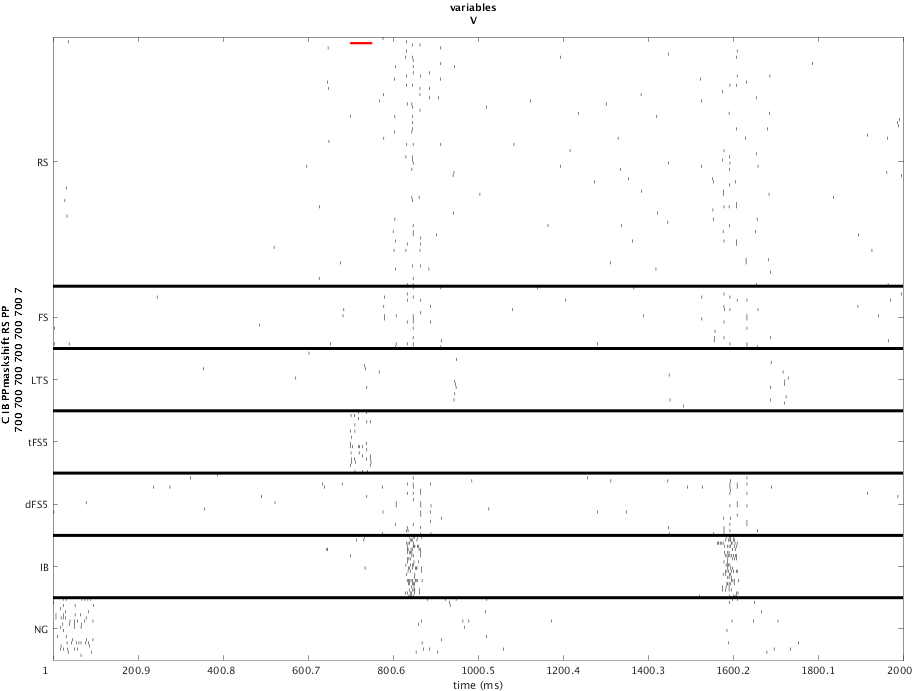 variables
V
RS
FS
LTS
tFS5
dFS5
IB
NG
C IB PPmaskshift RS PP
700 700 700 700 700 700 7
1 200.9 400.8 600.7 800.6 1000.5 1200.4 1400.3 1600.2 1800.1 2000
time (ms)